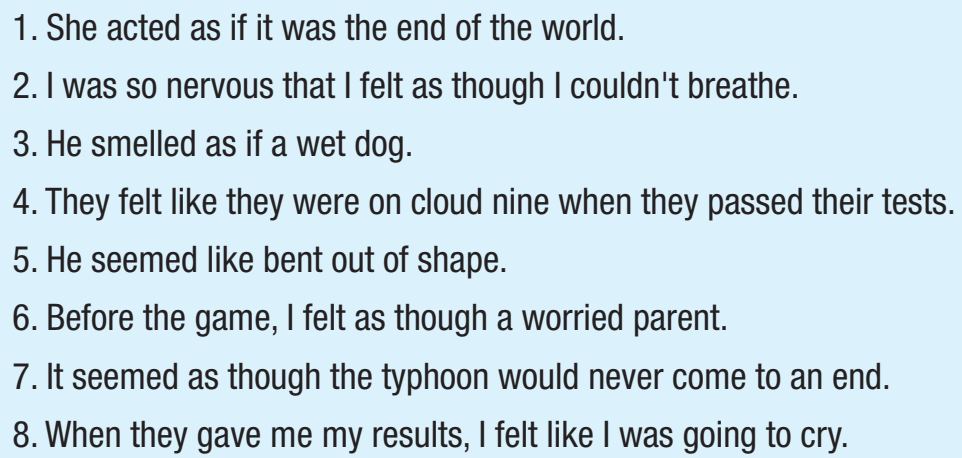 1. She acted as if it was the end of the world.
2. I was so nervous that I felt as though I couldn't breathe.
3. He smelled as if a wet dog.
4. They felt like they were on cloud nine when they passed their tests.
5. He seemed like bent out of shape.
6. Before the game, I felt as though a worried parent.
7. It seemed as though the typhoon would never come to an end.
8. When they gave me my results, I felt like I was going to cry.